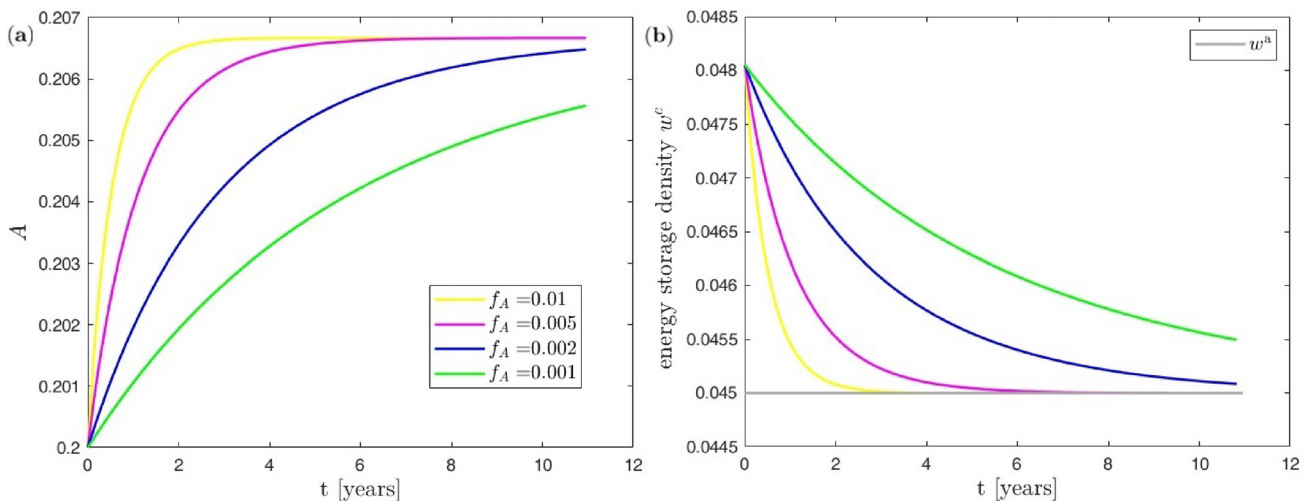 (a)
0.207
0.206
0.205
0.204
0.203
0.202
0.201
0.2
A
0 2 4 6 8 10 12
t [years]
f_A =0.01
f_A =0.005
f_A =0.002
f_A =0.001
(b)
0.0485
0.048
0.0475
0.047
0.0465
0.046
0.0455
0.045
0.0445
energy storage density w^c
0 2 4 6 8 10 12
t [years]
w^a